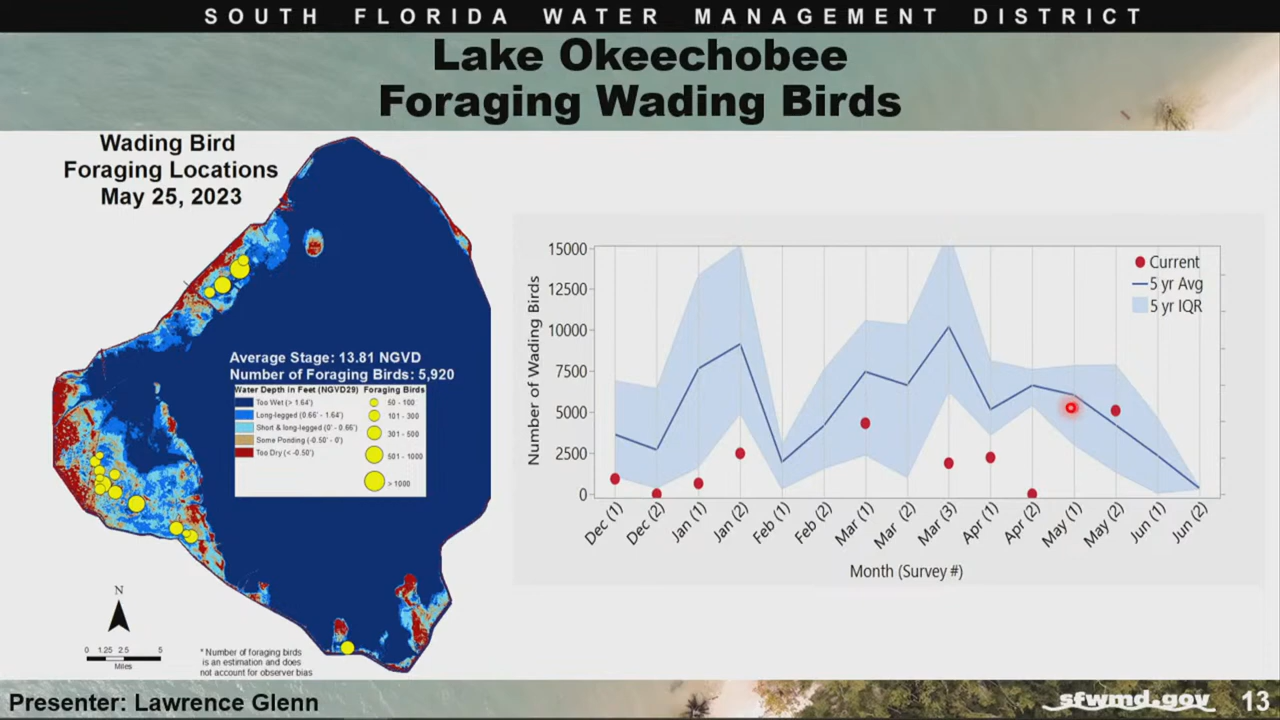 SOUTH FLORIDA WATER MANAGEMENT DISTRICT
Lake Okeechobee
Foraging Wading Birds
Wading Bird
Foraging Locations
May 25, 2023
Average Stage: 13.81 NGVD
Number of Foraging Birds: 5,920
Water Depth in Feet (NGVD29)
Too Wet (> 1.64')
Long-legged (0.66' - 1.64')
Short & long-legged (0' - 0.66')
Some Ponding (-0.50' - 0')
Too Dry (< -0.50')
Foraging Birds
50 - 100
101 - 300
301 - 500
501 - 1000
> 1000
N
0 1.25 2.5 5
Miles
* Number of foraging birds
is an estimation and does
not account for observer bias
Number of Wading Birds
15000
12500
10000
7500
5000
2500
0
Current
5 yr Avg
5 yr IQR
Dec (1)
Dec (2)
Jan (1)
Jan (2)
Feb (1)
Feb (2)
Mar (1)
Mar (2)
Mar (3)
Apr (1)
Apr (2)
May (1)
May (2)
Jun (1)
Jun (2)
Month (Survey #)
Presenter: Lawrence Glenn
sfwmd.gov
13